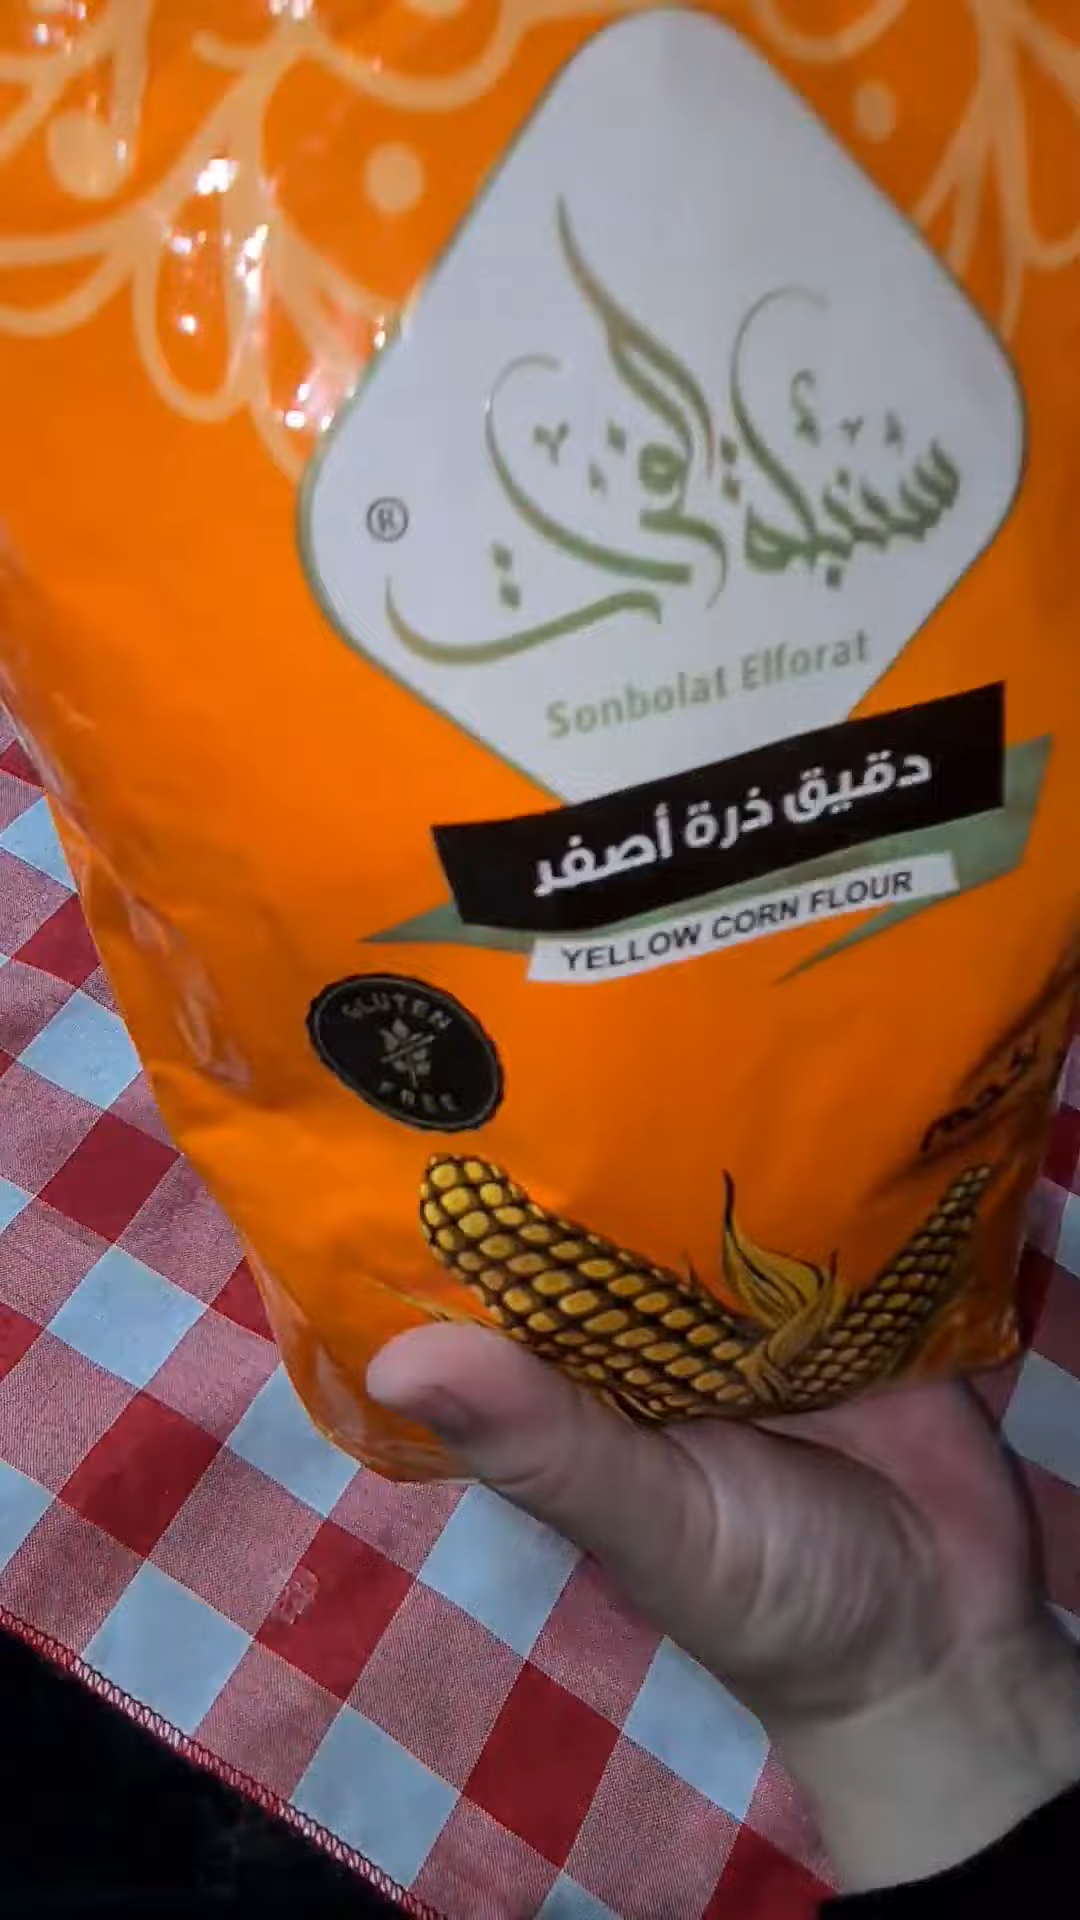 سنبلة الفرات
®
Sonbolat Elforat
دقيق ذرة أصفر
YELLOW CORN FLOUR
GLUTEN
FREE